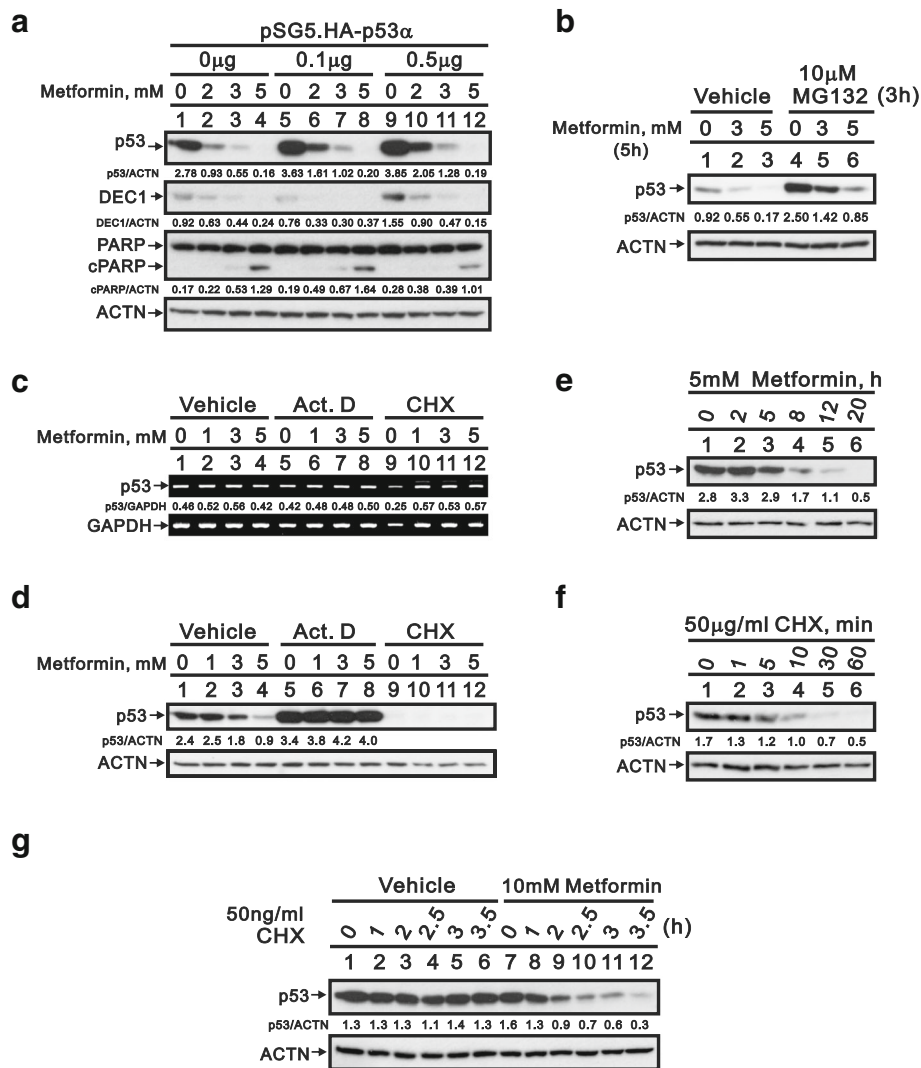 a
pSG5.HA-p53α
0μg 0.1μg 0.5μg
Metformin, mM 0 2 3 5 0 2 3 5 0 2 3 5
1 2 3 4 5 6 7 8 9 10 11 12
p53
p53/ACTN 2.78 0.93 0.55 0.16 3.63 1.61 1.02 0.20 3.85 2.05 1.28 0.19
DEC1
DEC1/ACTN 0.92 0.63 0.44 0.24 0.76 0.33 0.30 0.37 1.55 0.90 0.47 0.15
PARP
cPARP
cPARP/ACTN 0.17 0.22 0.53 1.29 0.19 0.49 0.67 1.64 0.28 0.38 0.39 1.01
ACTN
b
10μM
Vehicle MG132 (3h)
Metformin, mM 0 3 5 0 3 5
(5h)
1 2 3 4 5 6
p53
p53/ACTN 0.92 0.55 0.17 2.50 1.42 0.85
ACTN
c
Vehicle Act. D CHX
Metformin, mM 0 1 3 5 0 1 3 5 0 1 3 5
1 2 3 4 5 6 7 8 9 10 11 12
p53
p53/GAPDH 0.46 0.52 0.56 0.42 0.42 0.48 0.48 0.50 0.25 0.57 0.53 0.57
GAPDH
d
Vehicle Act. D CHX
Metformin, mM 0 1 3 5 0 1 3 5 0 1 3 5
1 2 3 4 5 6 7 8 9 10 11 12
p53
p53/ACTN 2.4 2.5 1.8 0.9 3.4 3.8 4.2 4.0
ACTN
e
5mM Metformin, h
0 2 5 8 12 20
1 2 3 4 5 6
p53
p53/ACTN 2.8 3.3 2.9 1.7 1.1 0.5
ACTN
f
50μg/ml CHX, min
0 1 5 10 30 60
1 2 3 4 5 6
p53
p53/ACTN 1.7 1.3 1.2 1.0 0.7 0.5
ACTN
g
Vehicle 10mM Metformin
50ng/ml
CHX 0 1 2 2.5 3 3.5 0 1 2 2.5 3 3.5 (h)
1 2 3 4 5 6 7 8 9 10 11 12
p53
p53/ACTN 1.3 1.3 1.3 1.1 1.4 1.3 1.6 1.3 0.9 0.7 0.6 0.3
ACTN